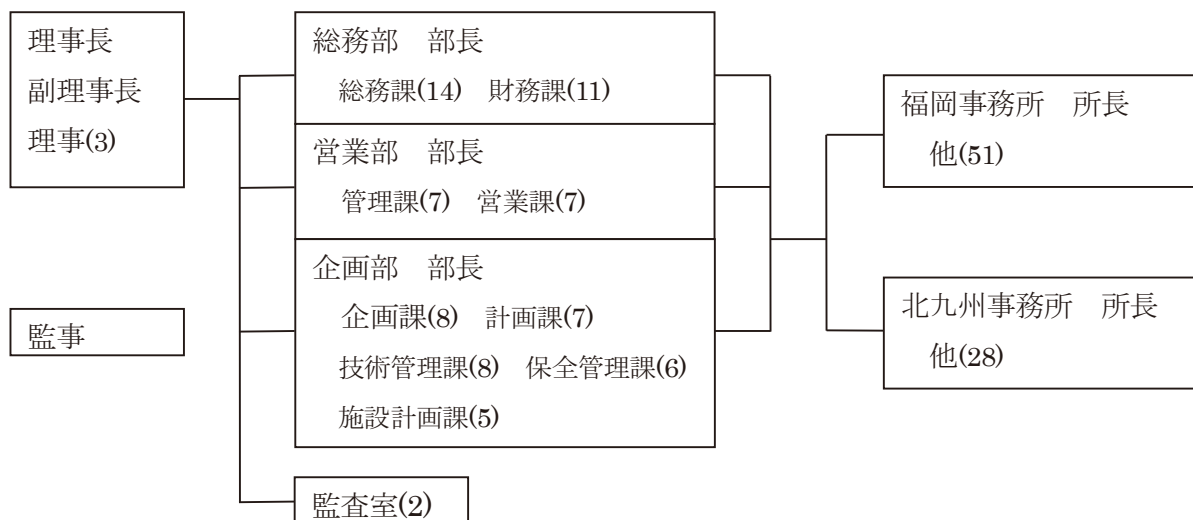 理事長
副理事長
理事(3)
監事
総務部　部長
総務課(14)　財務課(11)
営業部　部長
管理課(7)　営業課(7)
企画部　部長
企画課(8)　計画課(7)
技術管理課(8)　保全管理課(6)
施設計画課(5)
監査室(2)
福岡事務所　所長
他(51)
北九州事務所　所長
他(28)